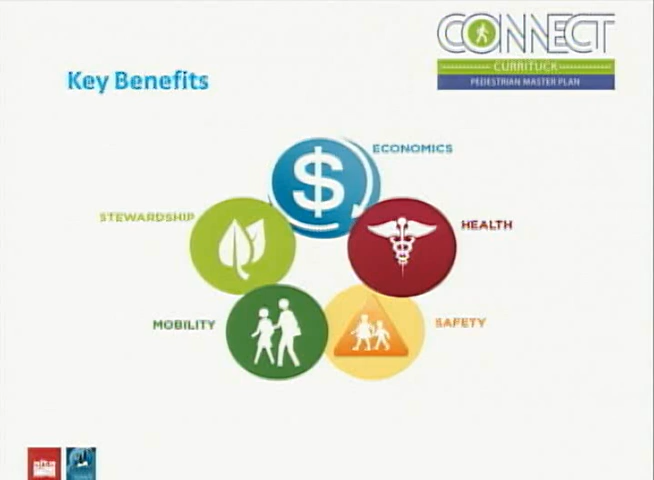 CONNECT
CURRITUCK
PEDESTRIAN MASTER PLAN
Key Benefits
ECONOMICS
$
STEWARDSHIP
HEALTH
MOBILITY
SAFETY